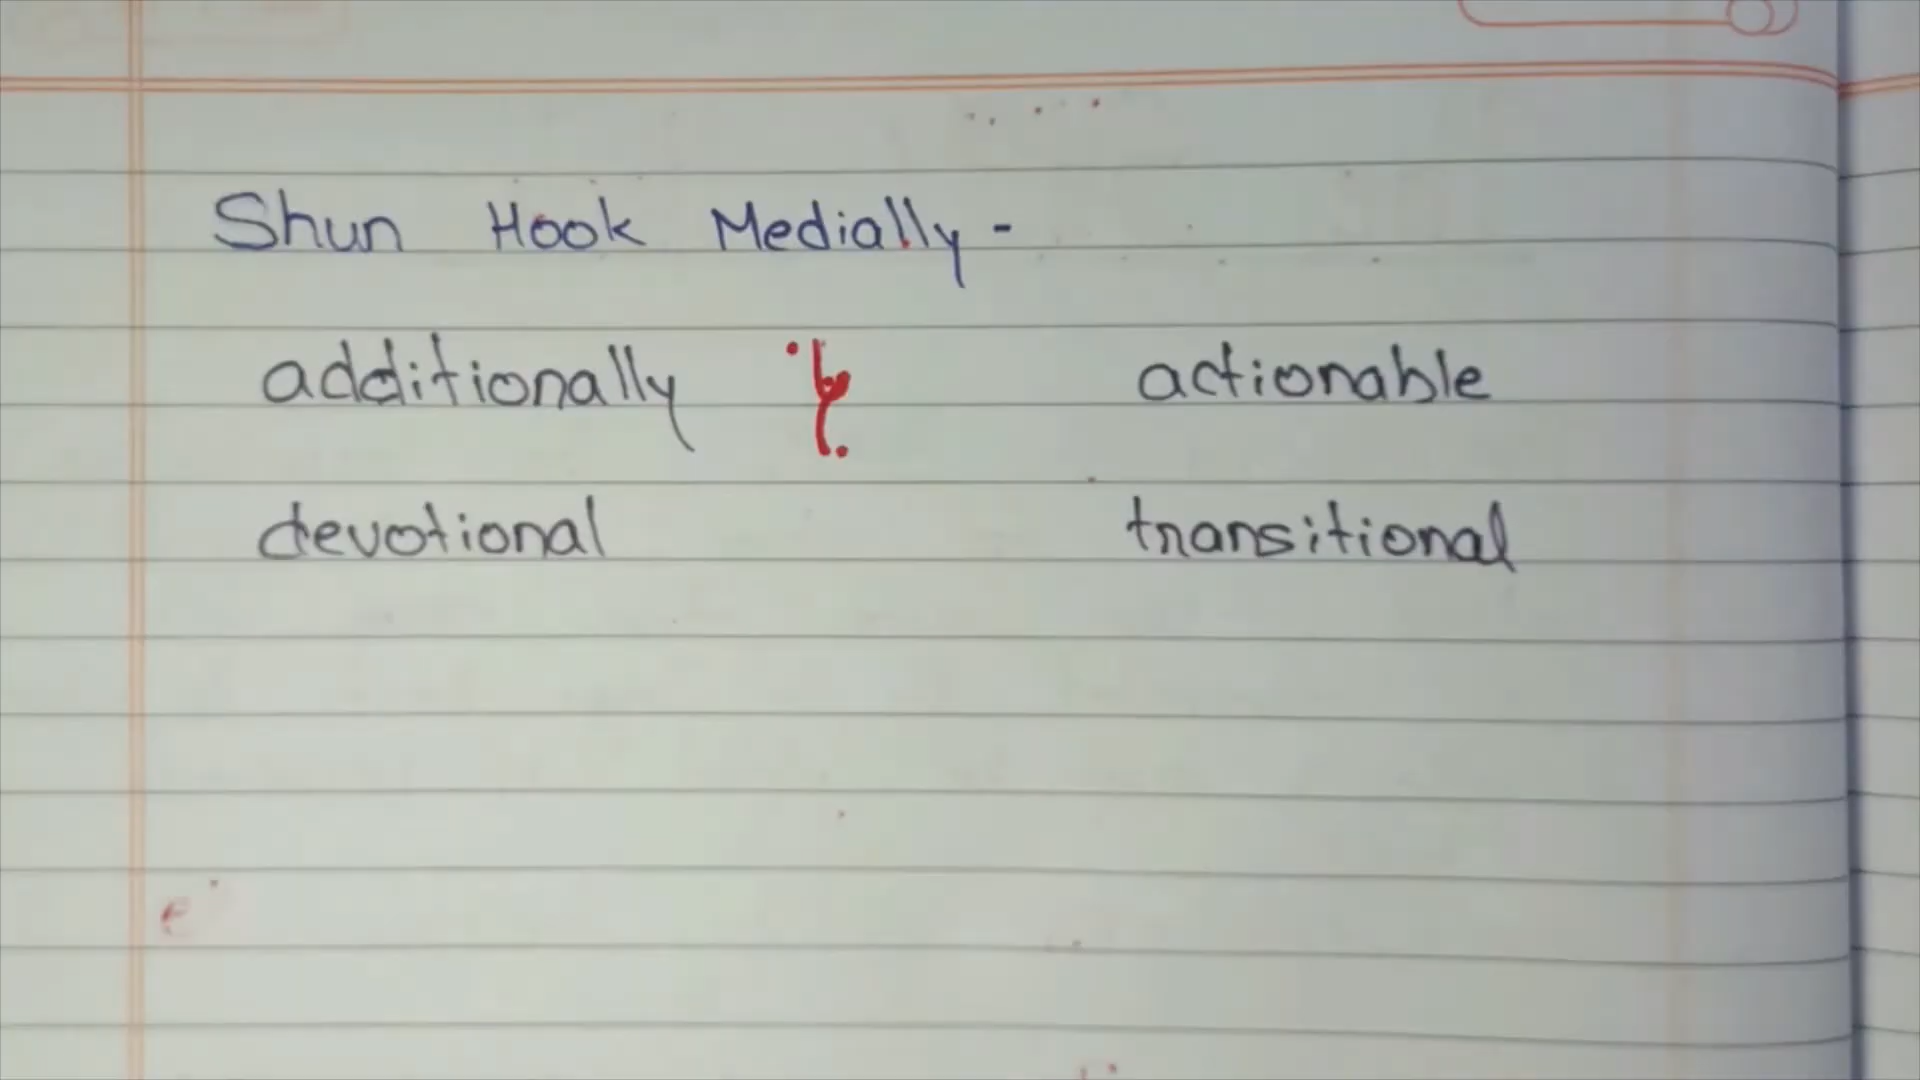 Shun Hook Medially -
additionally actionable
devotional transitional